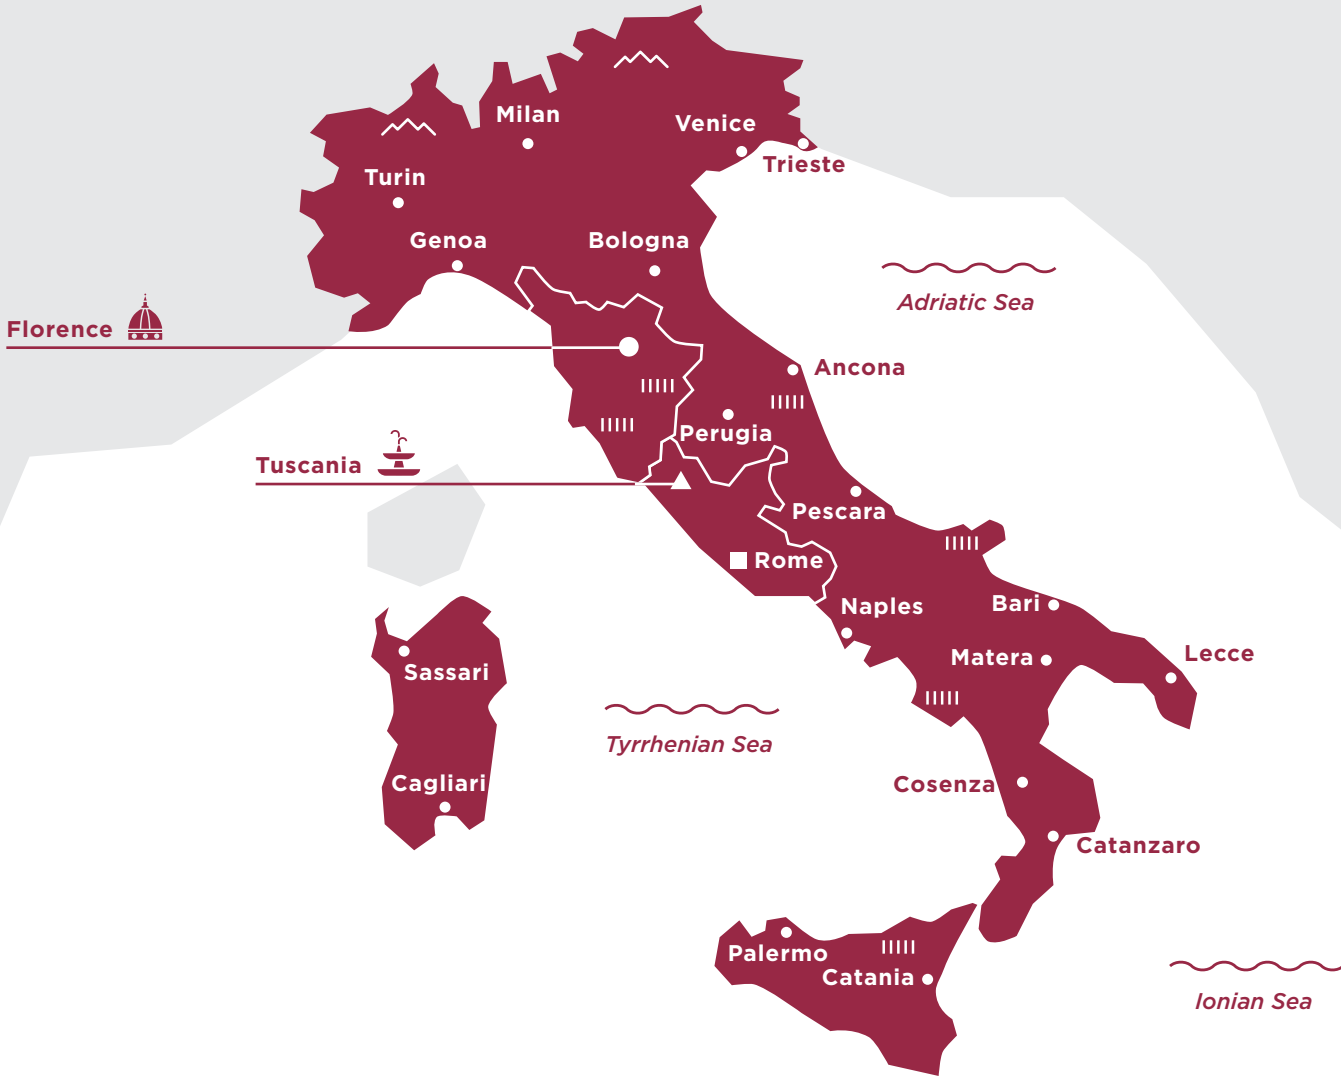 Milan
Venice
Trieste
Turin
Genoa
Bologna
Adriatic Sea
Florence
Ancona
Perugia
Tuscania
Pescara
Rome
Naples
Bari
Matera
Lecce
Sassari
Tyrrhenian Sea
Cagliari
Cosenza
Catanzaro
Palermo
Catania
Ionian Sea